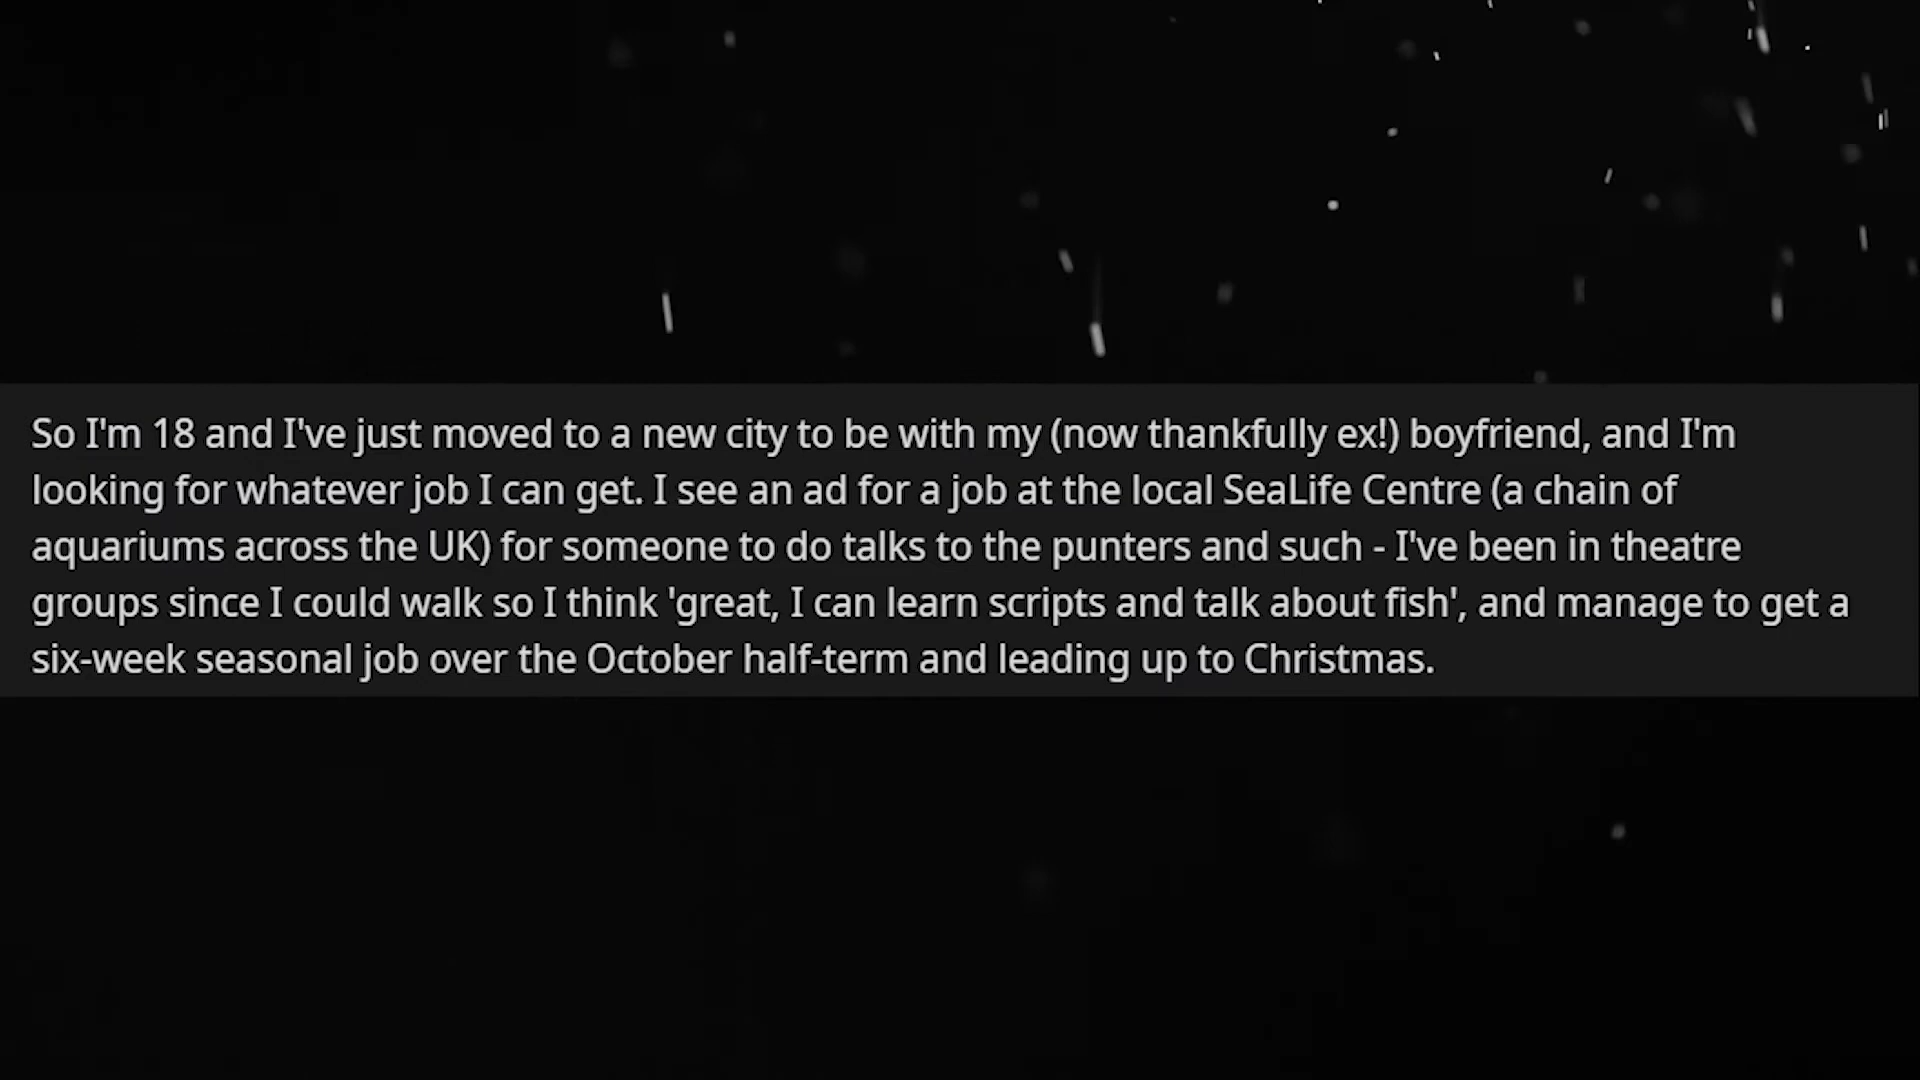 So I'm 18 and I've just moved to a new city to be with my (now thankfully ex!) boyfriend, and I'm
looking for whatever job I can get. I see an ad for a job at the local SeaLife Centre (a chain of
aquariums across the UK) for someone to do talks to the punters and such - I've been in theatre
groups since I could walk so I think 'great, I can learn scripts and talk about fish', and manage to get a
six-week seasonal job over the October half-term and leading up to Christmas.